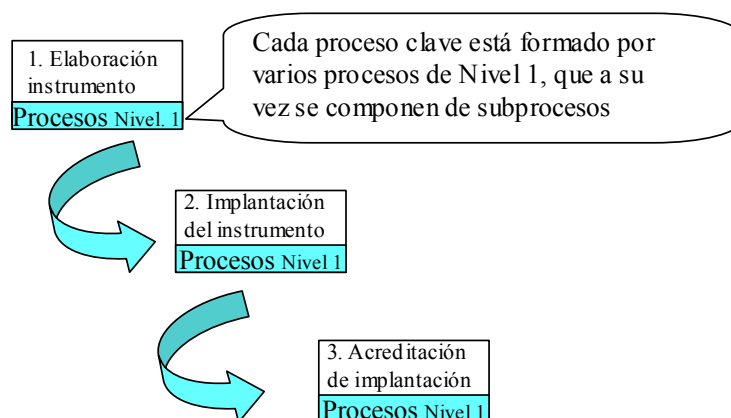 1. Elaboración
instrumento
Procesos Nivel. 1
Cada proceso clave está formado por
varios procesos de Nivel 1, que a su
vez se componen de subprocesos
2. Implantación
del instrumento
Procesos Nivel 1
3. Acreditación
de implantación
Procesos Nivel 1